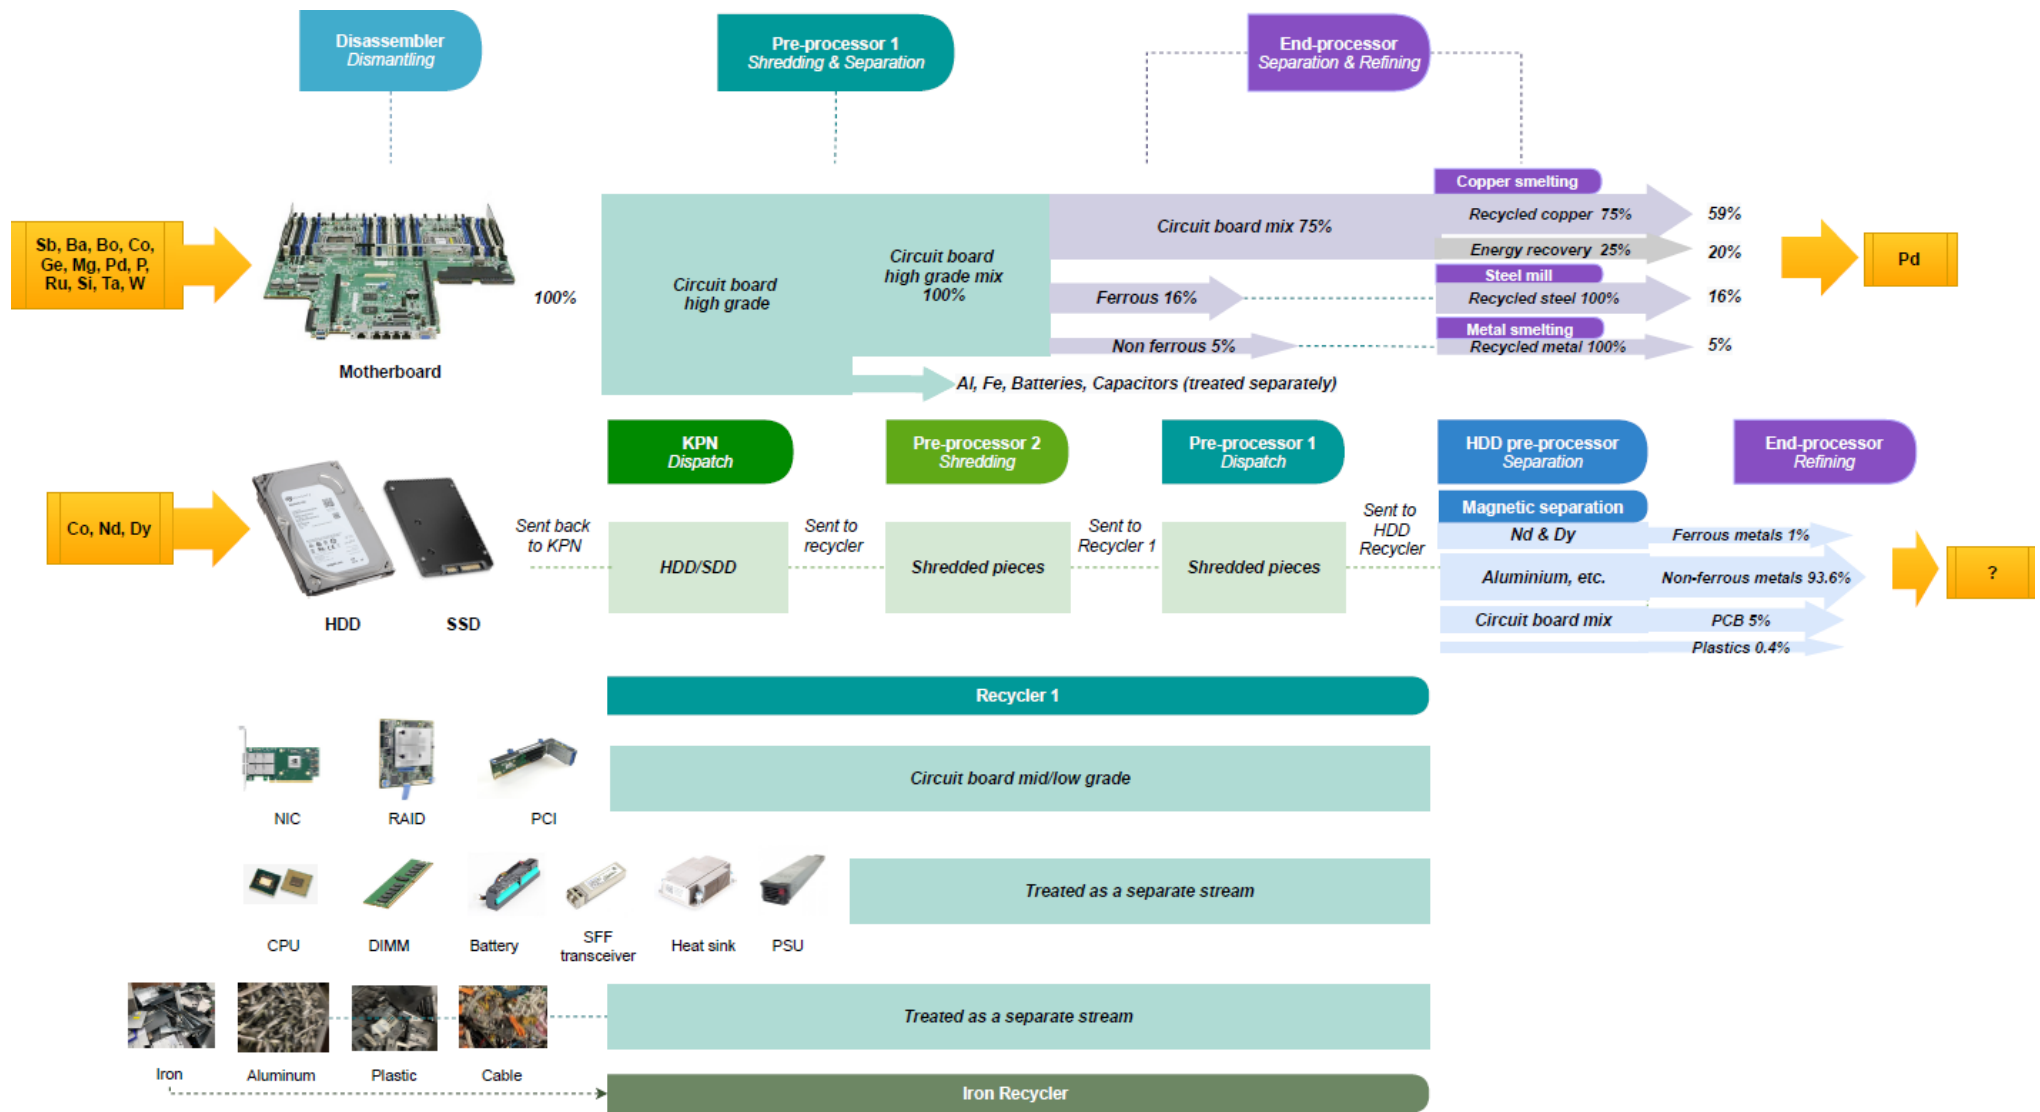 Disassembler
Dismantling
Pre-processor 1
Shredding & Separation
End-processor
Separation & Refining
Sb, Ba, Bo, Co,
Ge, Mg, Pd, P,
Ru, Si, Ta, W
Motherboard
100%
Circuit board
high grade
Circuit board
high grade mix
100%
Circuit board mix 75%
Ferrous 16%
Non ferrous 5%
Al, Fe, Batteries, Capacitors (treated separately)
Copper smelting
Recycled copper 75%
59%
Energy recovery 25%
20%
Steel mill
Recycled steel 100%
16%
Metal smelting
Recycled metal 100%
5%
Pd
KPN
Dispatch
Pre-processor 2
Shredding
Pre-processor 1
Dispatch
HDD pre-processor
Separation
End-processor
Refining
Co, Nd, Dy
HDD
SSD
Sent back
to KPN
HDD/SDD
Sent to
recycler
Shredded pieces
Sent to
Recycler 1
Shredded pieces
Sent to
HDD
Recycler
Magnetic separation
Nd & Dy
Ferrous metals 1%
Aluminium, etc.
Non-ferrous metals 93.6%
Circuit board mix
PCB 5%
Plastics 0.4%
?
Recycler 1
NIC
RAID
PCI
Circuit board mid/low grade
CPU
DIMM
Battery
SFF
transceiver
Heat sink
PSU
Treated as a separate stream
Iron
Aluminum
Plastic
Cable
Treated as a separate stream
Iron Recycler